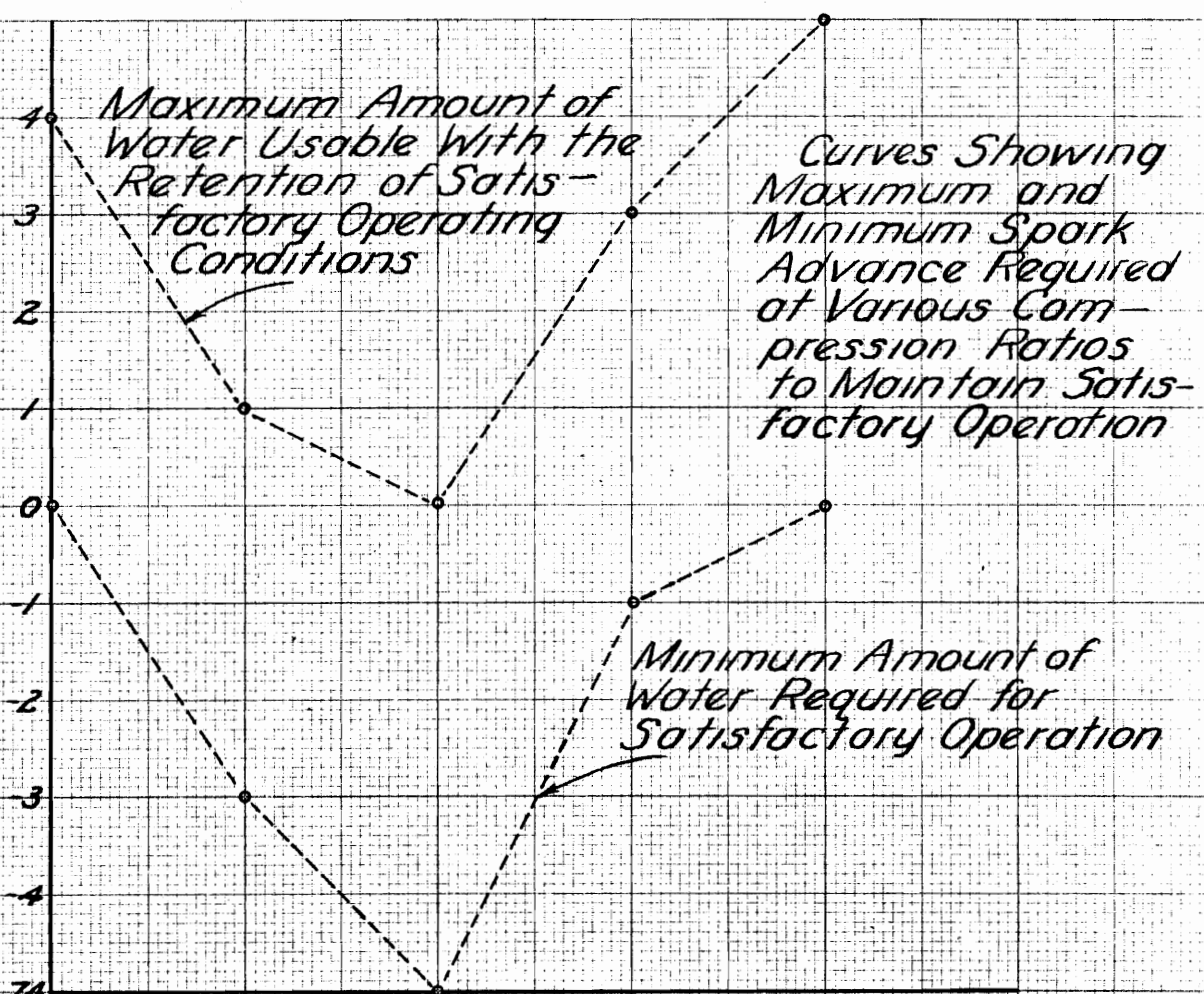 4
Maximum Amount of
Water Usable With the
Retention of Satis-
factory Operating
Conditions
3
2
1
0
-1
-2
-3
-4
Curves Showing
Maximum and
Minimum Spark
Advance Required
at Various Com-
pression Ratios
to Maintain Satis-
factory Operation
Minimum Amount of
Water Required for
Satisfactory Operation